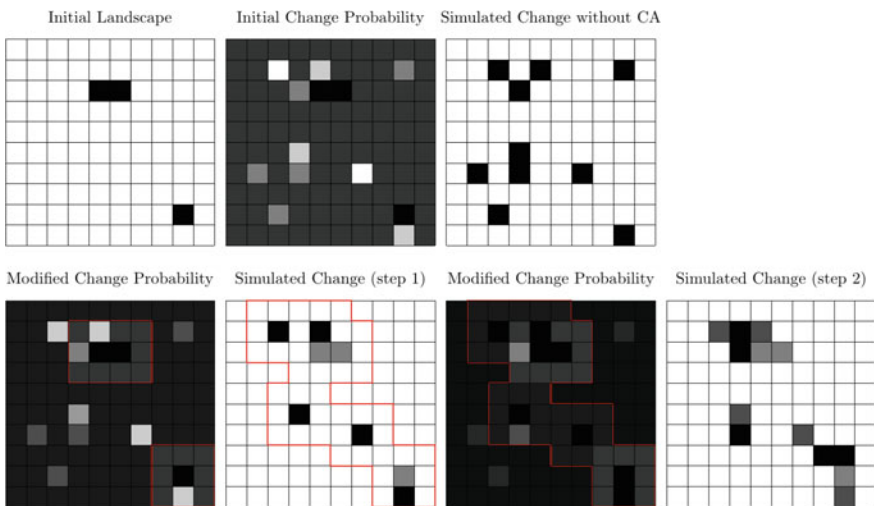 Initial Landscape
Initial Change Probability
Simulated Change without CA
Modified Change Probability
Simulated Change (step 1)
Modified Change Probability
Simulated Change (step 2)